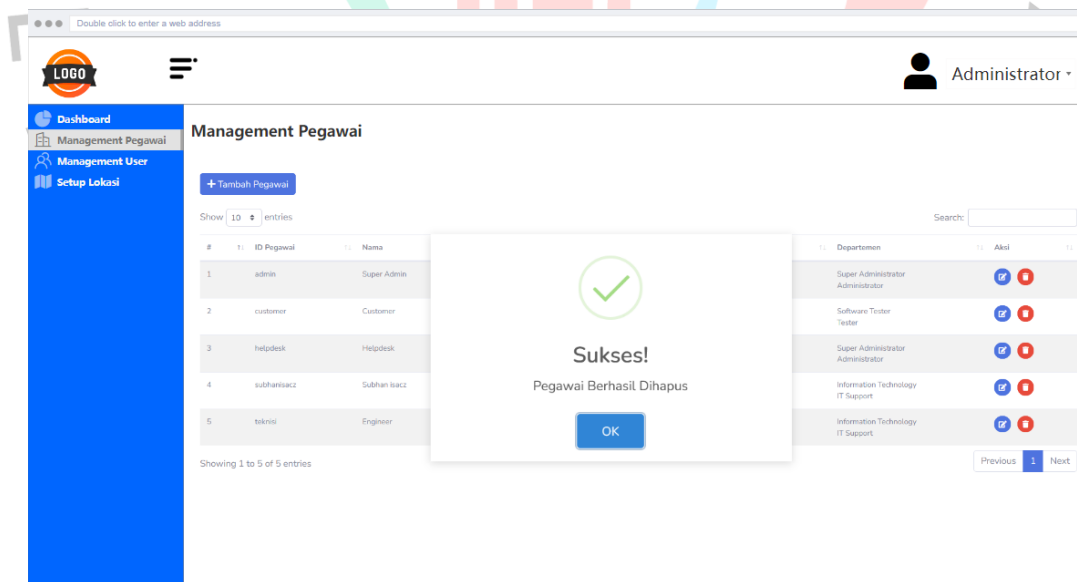 Double click to enter a web address
LOGO
Administrator
Dashboard
Management Pegawai
Management User
Setup Lokasi
Management Pegawai
+ Tambah Pegawai
Show 10 entries
Search:
# ID Pegawai Nama Departemen Aksi
1 admin Super Admin Super Administrator
Administrator
2 customer Customer Software Tester
Tester
3 helpdesk Helpdesk Super Administrator
Administrator
4 subhanisacz Subhan isacz Information Technology
IT Support
5 teknisi Engineer Information Technology
IT Support
Sukses!
Pegawai Berhasil Dihapus
OK
Showing 1 to 5 of 5 entries
Previous 1 Next